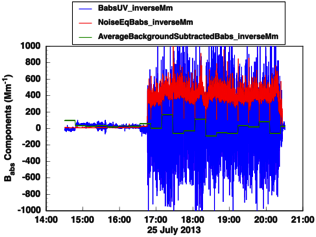 BabsUV_inverseMm
NoiseEqBabs_inverseMm
AverageBackgroundSubtractedBabs_inverseMm
1000
800
600
400
200
0
-200
-400
-600
-800
-1000
Babs Components (Mm-1)
14:00 15:00 16:00 17:00 18:00 19:00 20:00 21:00
25 July 2013